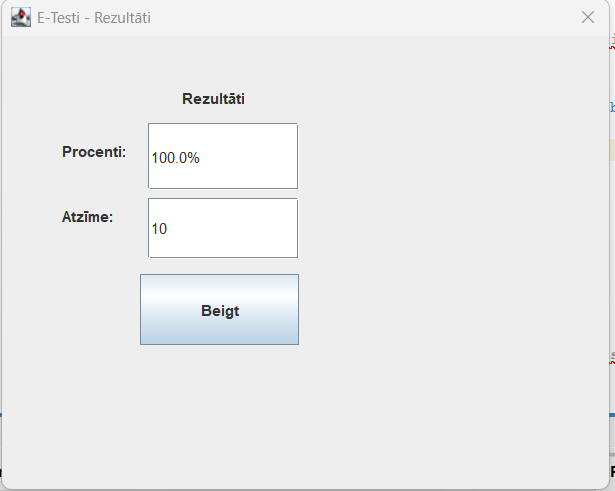 E-Testi - Rezultāti
Rezultāti
Procenti:
100.0%
Atzīme:
10
Beigt